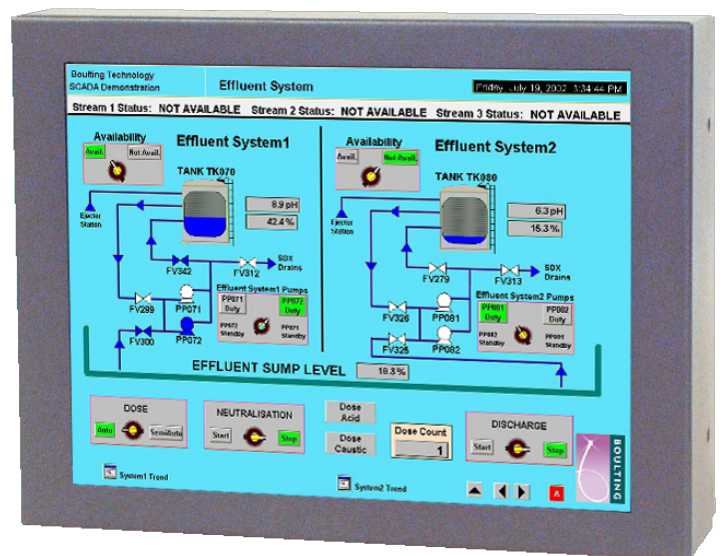 Boulting Technology
SCADA Demonstration
Effluent System
Friday, July 19, 2002 3:34:44 PM
Stream 1 Status: NOT AVAILABLE Stream 2 Status: NOT AVAILABLE Stream 3 Status: NOT AVAILABLE
Availability
Avail.
Not Avail.
Effluent System1
TANK TK070
8.9 pH
42.4 %
Ejector
Station
FV342
FV312
SDX
Drains
FV299
PP071
FV300
PP072
Effluent System1 Pumps
PP071
Duty
PP072
Duty
PP072
Standby
PP071
Standby
Availability
Avail.
Not Avail.
Effluent System2
TANK TK080
6.3 pH
15.3 %
Ejector
Station
FV279
FV313
SDX
Drains
FV326
PP081
FV325
PP082
Effluent System2 Pumps
PP081
Duty
PP082
Duty
PP082
Standby
Standby
EFFLUENT SUMP LEVEL
18.8 %
DOSE
Auto
SemiAuto
NEUTRALISATION
Start
Stop
Dose
Acid
Dose
Caustic
Dose Count
1
DISCHARGE
Start
Stop
BOULTING
System1 Trend
System2 Trend
A